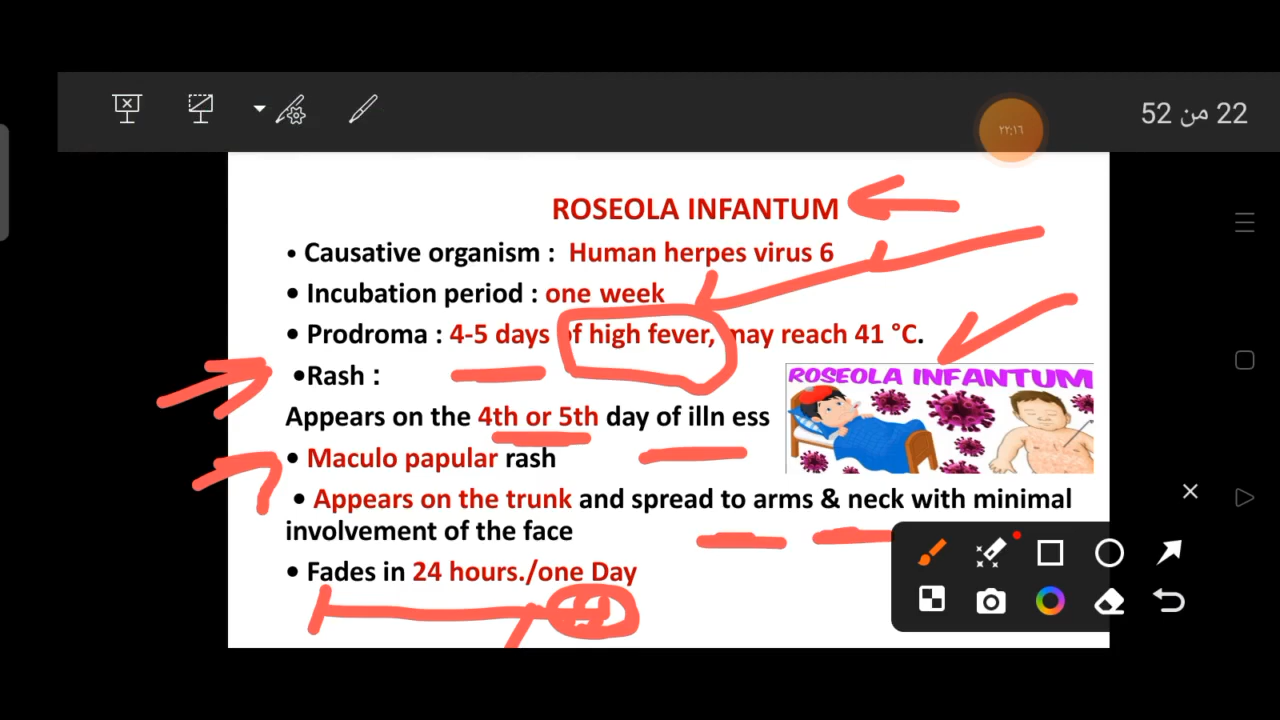 22 من 52
٢٢:١٦
ROSEOLA INFANTUM
• Causative organism : Human herpes virus 6
• Incubation period : one week
• Prodroma : 4-5 days of high fever, may reach 41 °C.
•Rash :
Appears on the 4th or 5th day of illn ess
ROSEOLA INFANTUM
• Maculo papular rash
• Appears on the trunk and spread to arms & neck with minimal
involvement of the face
• Fades in 24 hours./one Day